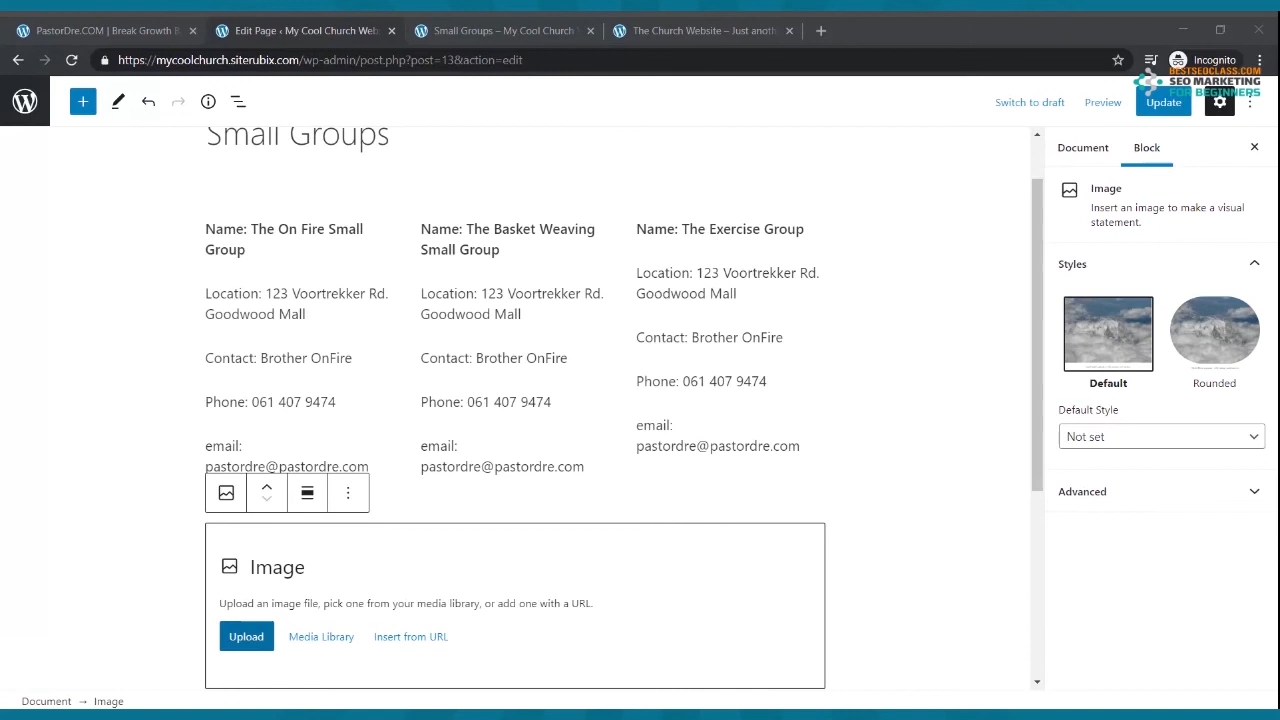 PastorDre.COM | Break Growth B
Edit Page ‹ My Cool Church Web
Small Groups – My Cool Church
The Church Website – Just anoth
https://mycoolchurch.siterubix.com/wp-admin/post.php?post=13&action=edit
Incognito
BESTSEOCLASS.COM
SEO MARKETING
FOR BEGINNERS
Switch to draft
Preview
Update
Small Groups
Document
Block
Image
Insert an image to make a visual
statement.
Styles
Default
Rounded
Default Style
Not set
Advanced
Name: The On Fire Small
Group
Location: 123 Voortrekker Rd.
Goodwood Mall
Contact: Brother OnFire
Phone: 061 407 9474
email:
pastordre@pastordre.com
Name: The Basket Weaving
Small Group
Location: 123 Voortrekker Rd.
Goodwood Mall
Contact: Brother OnFire
Phone: 061 407 9474
email:
pastordre@pastordre.com
Name: The Exercise Group
Location: 123 Voortrekker Rd.
Goodwood Mall
Contact: Brother OnFire
Phone: 061 407 9474
email:
pastordre@pastordre.com
Image
Upload an image file, pick one from your media library, or add one with a URL.
Upload
Media Library
Insert from URL
Document → Image